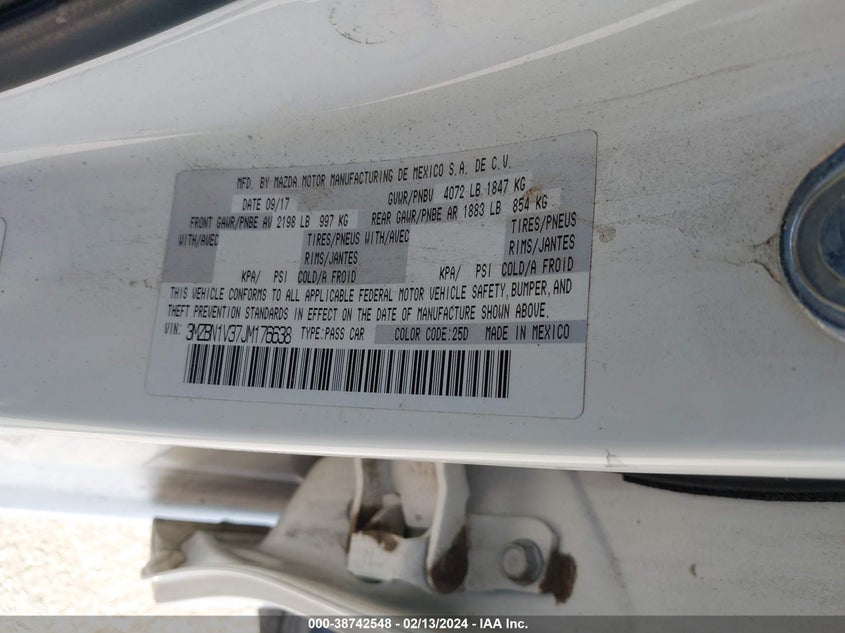 MFD. BY MAZDA MOTOR MANUFACTURING DE MEXICO S.A. DE C.V.
DATE 09/17 GVWR/PNBV 4072 LB 1847 KG
FRONT GAWR/PNBE AV 2198 LB 997 KG REAR GAWR/PNBE AR 1883 LB 854 KG
WITH/AVEC TIRES/PNEUS WITH/AVEC TIRES/PNEUS
RIMS/JANTES RIMS/JANTES
KPA/ PSI COLD/A FROID KPA/ PSI COLD/A FROID
THIS VEHICLE CONFORMS TO ALL APPLICABLE FEDERAL MOTOR VEHICLE SAFETY, BUMPER, AND
THEFT PREVENTION STANDARDS IN EFFECT ON THE DATE OF MANUFACTURE SHOWN ABOVE.
VIN: 3MZBN1V37JM176638 TYPE:PASS CAR COLOR CODE:25D MADE IN MEXICO
000-38742548 - 02/13/2024 - IAA Inc.